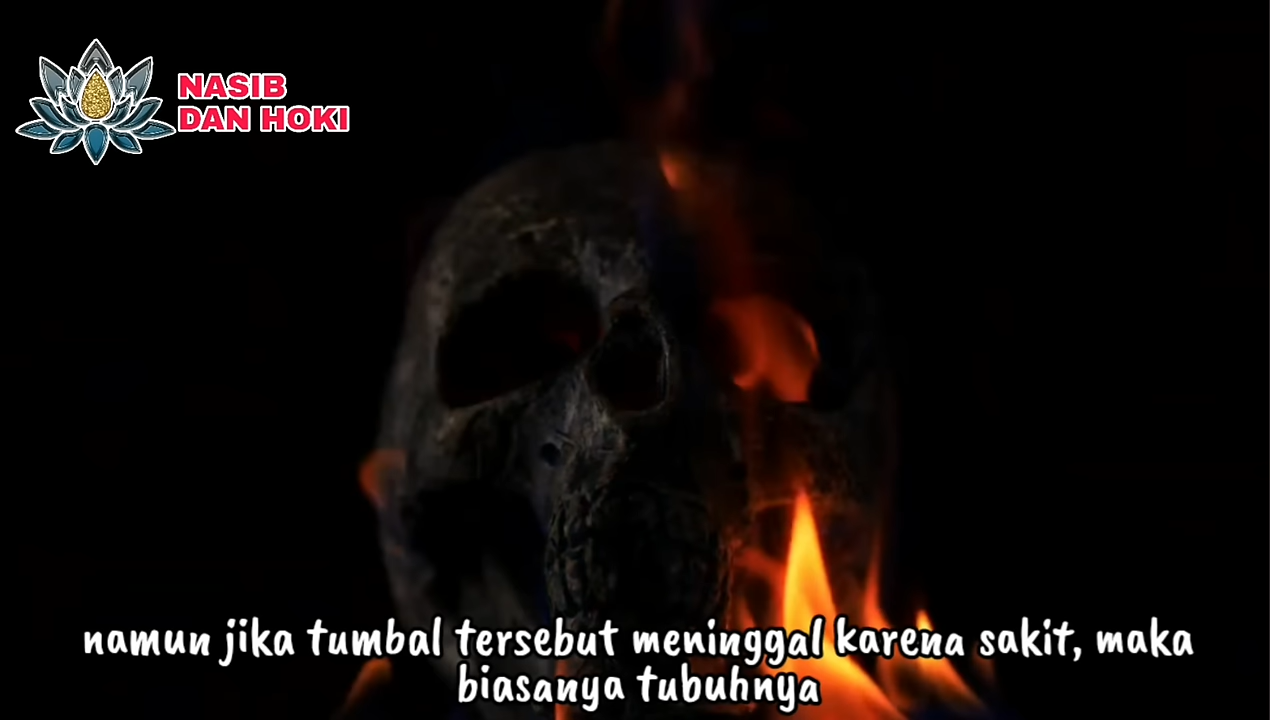 NASIB
DAN HOKI
namun jika tumbal tersebut meninggal karena sakit, maka
biasanya tubuhnya